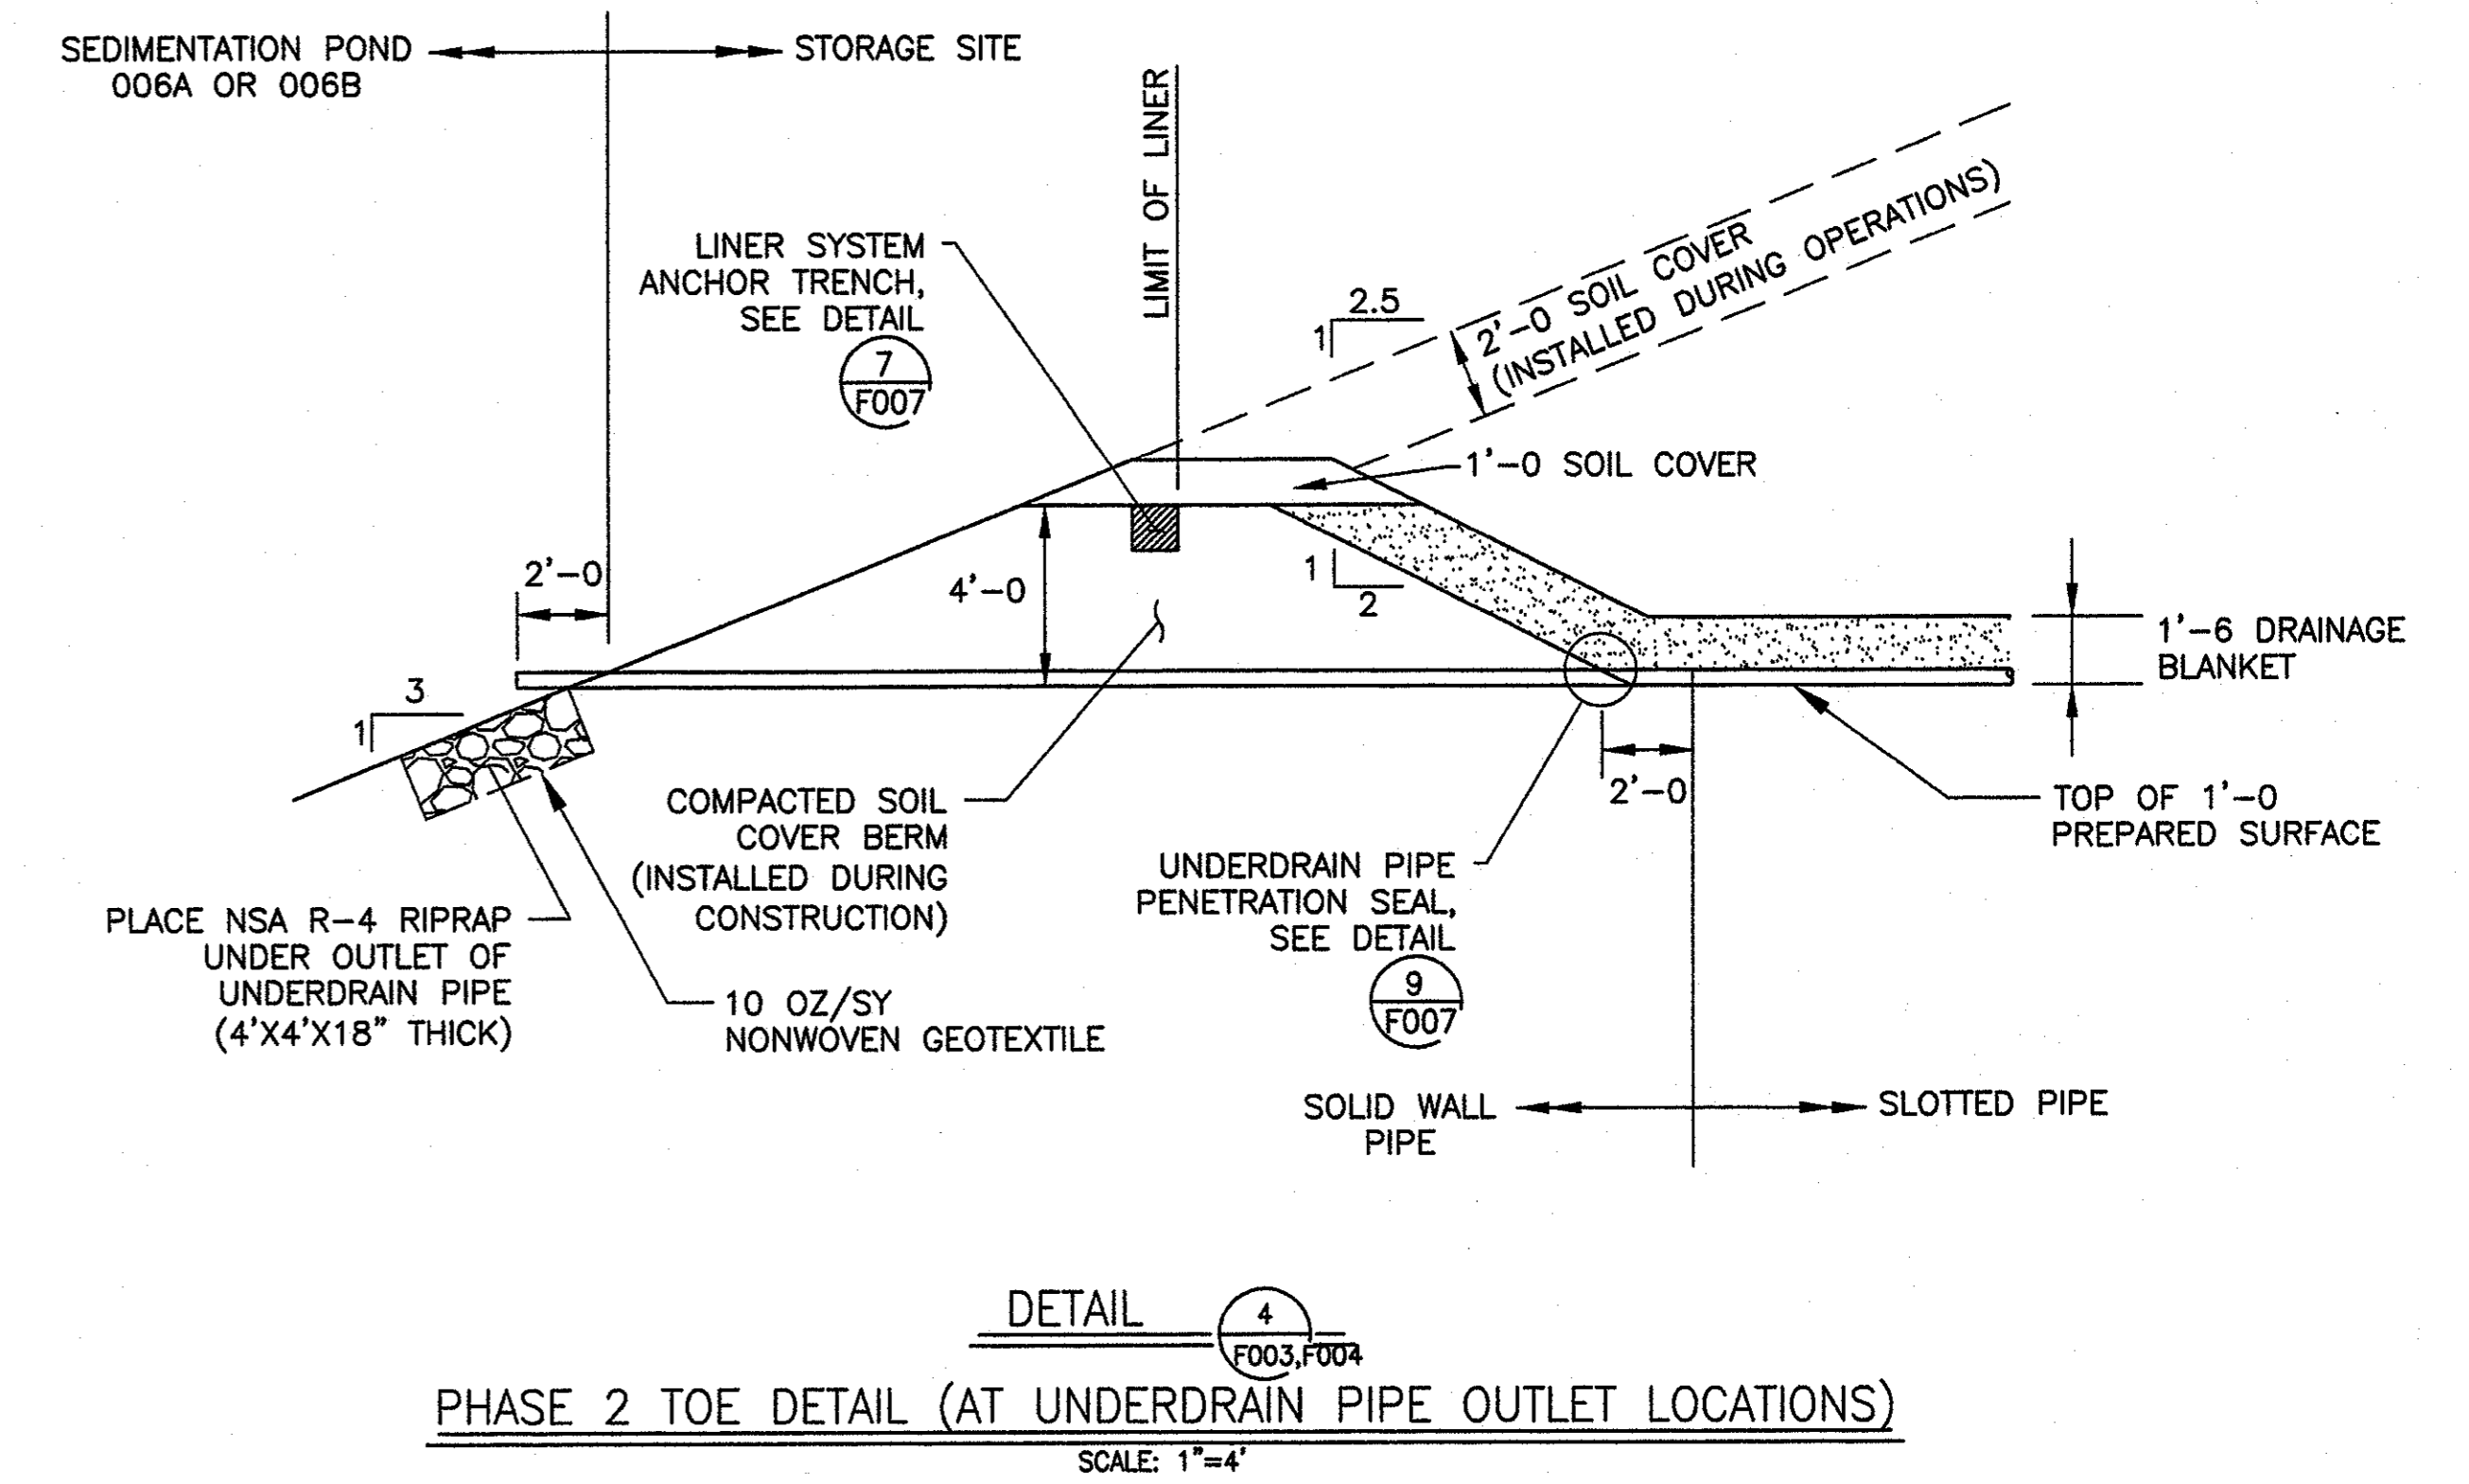 SEDIMENTATION POND
006A OR 006B
STORAGE SITE
LIMIT OF LINER
LINER SYSTEM
ANCHOR TRENCH,
SEE DETAIL
7
F007
2.5
1
2'-0 SOIL COVER
(INSTALLED DURING OPERATIONS)
1'-0 SOIL COVER
2'-0
4'-0
1
2
1'-6 DRAINAGE
BLANKET
3
1
2'-0
TOP OF 1'-0
PREPARED SURFACE
COMPACTED SOIL
COVER BERM
(INSTALLED DURING
CONSTRUCTION)
UNDERDRAIN PIPE
PENETRATION SEAL,
SEE DETAIL
9
F007
PLACE NSA R-4 RIPRAP
UNDER OUTLET OF
UNDERDRAIN PIPE
(4'X4'X18" THICK)
10 OZ/SY
NONWOVEN GEOTEXTILE
SOLID WALL
PIPE
SLOTTED PIPE
DETAIL
4
F003,F004
PHASE 2 TOE DETAIL (AT UNDERDRAIN PIPE OUTLET LOCATIONS)
SCALE: 1"=4'